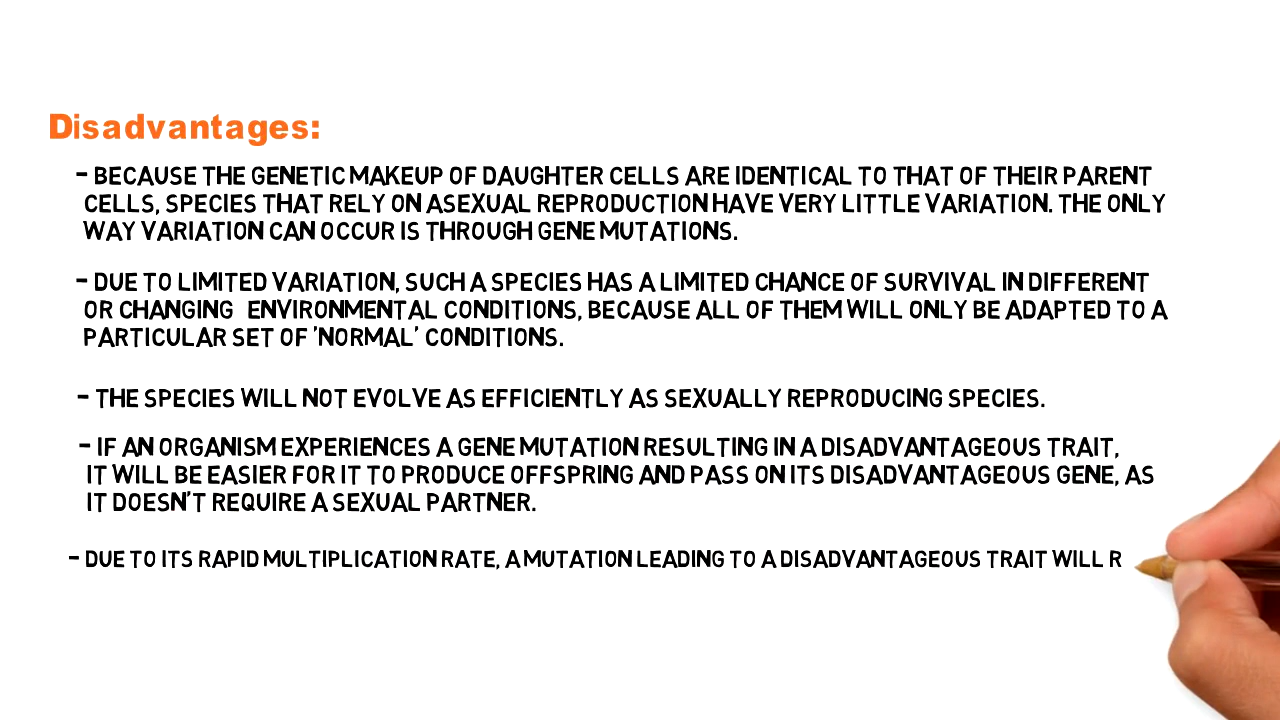 Disadvantages:
- BECAUSE THE GENETIC MAKEUP OF DAUGHTER CELLS ARE IDENTICAL TO THAT OF THEIR PARENT
CELLS, SPECIES THAT RELY ON ASEXUAL REPRODUCTION HAVE VERY LITTLE VARIATION. THE ONLY
WAY VARIATION CAN OCCUR IS THROUGH GENE MUTATIONS.
- DUE TO LIMITED VARIATION, SUCH A SPECIES HAS A LIMITED CHANCE OF SURVIVAL IN DIFFERENT
OR CHANGING ENVIRONMENTAL CONDITIONS, BECAUSE ALL OF THEM WILL ONLY BE ADAPTED TO A
PARTICULAR SET OF 'NORMAL' CONDITIONS.
- THE SPECIES WILL NOT EVOLVE AS EFFICIENTLY AS SEXUALLY REPRODUCING SPECIES.
- IF AN ORGANISM EXPERIENCES A GENE MUTATION RESULTING IN A DISADVANTAGEOUS TRAIT,
IT WILL BE EASIER FOR IT TO PRODUCE OFFSPRING AND PASS ON ITS DISADVANTAGEOUS GENE, AS
IT DOESN'T REQUIRE A SEXUAL PARTNER.
- DUE TO ITS RAPID MULTIPLICATION RATE, A MUTATION LEADING TO A DISADVANTAGEOUS TRAIT WILL R